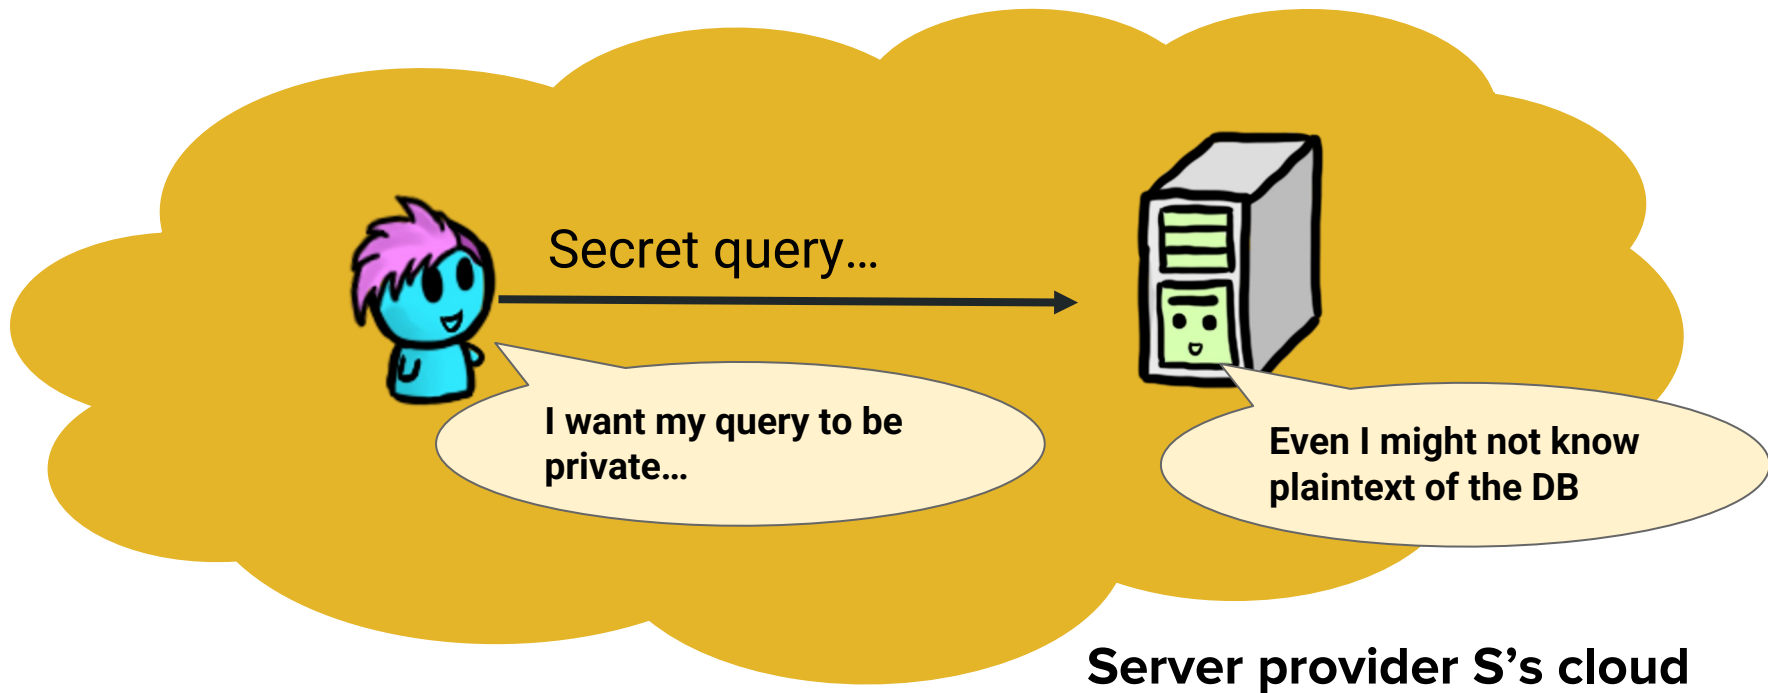 Secret query…
I want my query to be
private…
Even I might not know
plaintext of the DB
Server provider S’s cloud